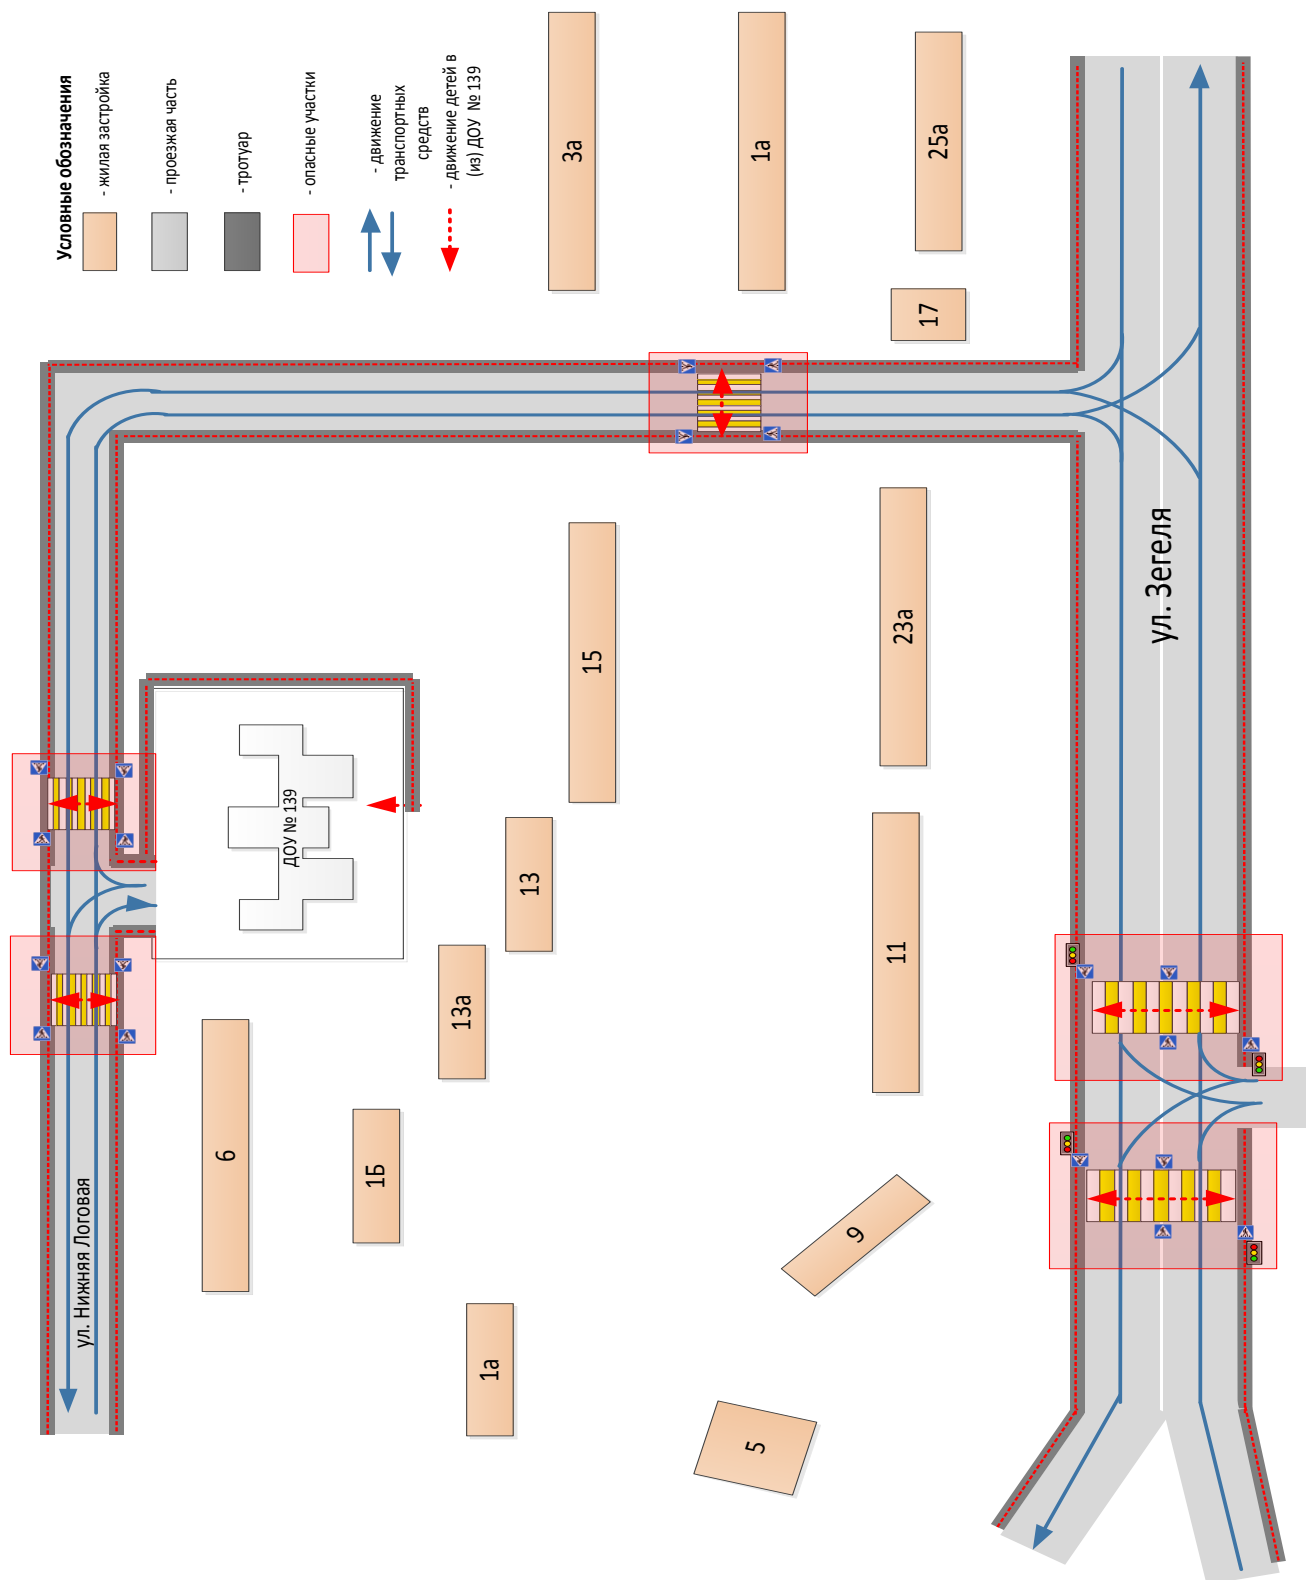 Условные обозначения
- жилая застройка
- проезжая часть
- тротуар
- опасные участки
- движение
транспортных
средств
- движение детей в
(из) ДОУ № 139
3а
1а
25а
17
15
23а
ул. Зегеля
ДОУ № 139
13
11
13а
6
1Б
9
ул. Нижняя Логовая
1а
5